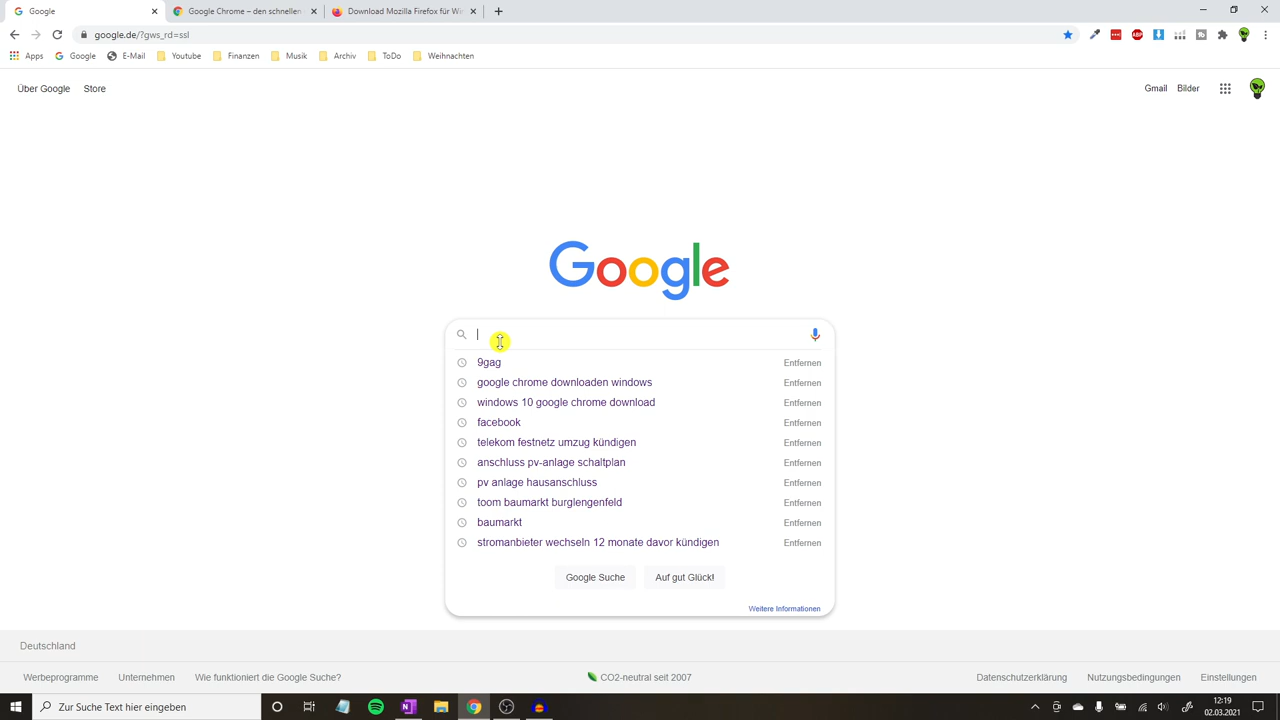 Google
Google Chrome – den schnellen
Download Mozilla Firefox für Wir
google.de/?gws_rd=ssl
ABP
Apps Google E-Mail Youtube Finanzen Musik Archiv ToDo Weihnachten
Über Google Store
Gmail Bilder
Google
9gag Entfernen
google chrome downloaden windows Entfernen
windows 10 google chrome download Entfernen
facebook Entfernen
telekom festnetz umzug kündigen Entfernen
anschluss pv-anlage schaltplan Entfernen
pv anlage hausanschluss Entfernen
toom baumarkt burglengenfeld Entfernen
baumarkt Entfernen
stromanbieter wechseln 12 monate davor kündigen Entfernen
Google Suche Auf gut Glück!
Weitere Informationen
Deutschland
Werbeprogramme Unternehmen Wie funktioniert die Google Suche? CO2-neutral seit 2007 Datenschutzerklärung Nutzungsbedingungen Einstellungen
Zur Suche Text hier eingeben
12:19
02.03.2021